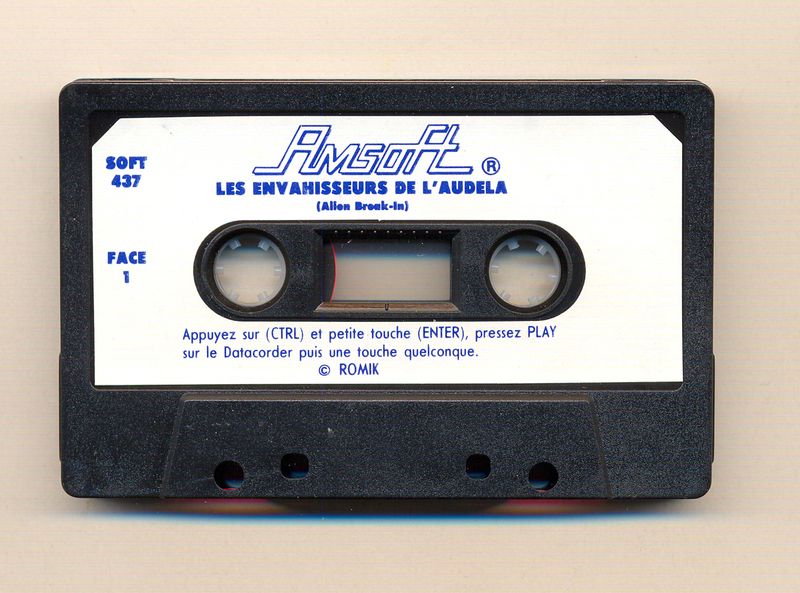 Amsoft ®
SOFT
437
LES ENVAHISSEURS DE L'AUDELA
(Alien Break-In)
FACE
1
Appuyez sur (CTRL) et petite touche (ENTER), pressez PLAY
sur le Datacorder puis une touche quelconque.
© ROMIK